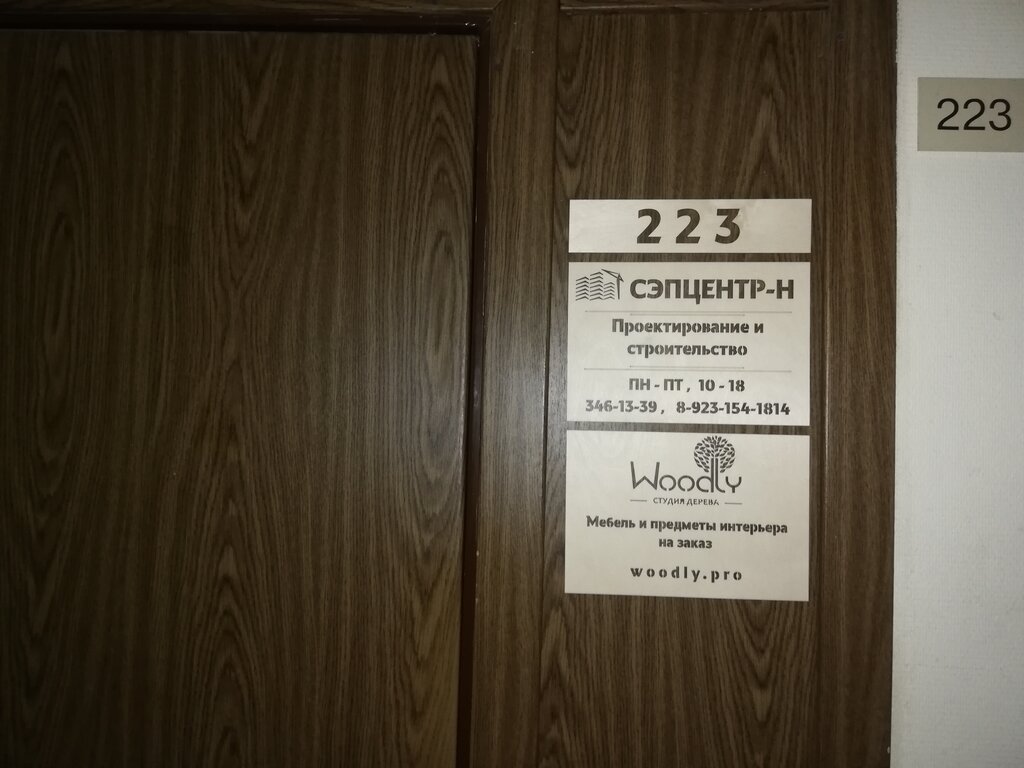 223
223
СЭПЦЕНТР-Н
Проектирование и
строительство
ПН - ПТ , 10 - 18
346-13-39 , 8-923-154-1814
Woodly
СТУДИЯ ДЕРЕВА
Мебель и предметы интерьера
на заказ
woodly.pro